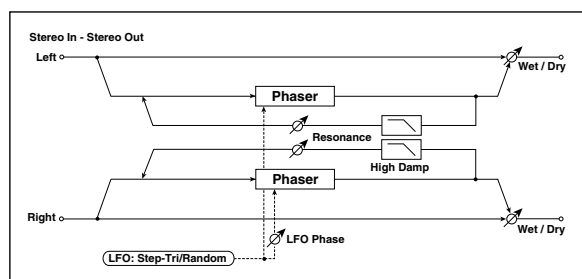 Stereo In - Stereo Out
Left
Wet / Dry
Phaser
Resonance
High Damp
Phaser
Right
LFO Phase
Wet / Dry
LFO: Step-Tri/Random